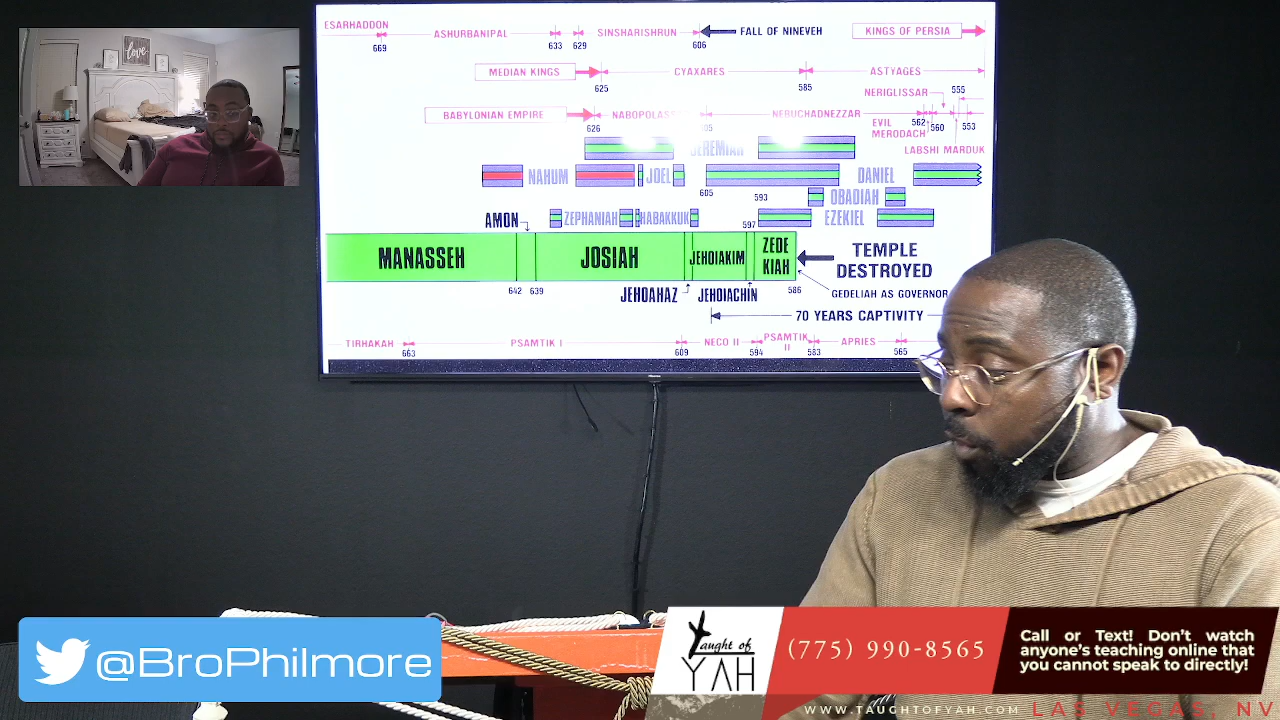 love
ESARHADDON
669
ASHURBANIPAL
633
629
SINSHARISHRUN
606
FALL OF NINEVEH
KINGS OF PERSIA
MEDIAN KINGS
625
CYAXARES
585
ASTYAGES
NERIGLISSAR
555
BABYLONIAN EMPIRE
626
NEBUCHADNEZZAR
EVIL
MERODACH
562
560
553
LABSHI MARDUK
JEREMIAH
NAHUM
JOEL
605
DANIEL
593
OBADIAH
AMON
ZEPHANIAH
HABAKKUK
597
EZEKIEL
MANASSEH
JOSIAH
JEHOIAKIM
ZEDE
KIAH
TEMPLE
DESTROYED
642
639
JEHOAHAZ
JEHOIACHIN
586
GEDELIAH AS GOVERNOR
70 YEARS CAPTIVITY
TIRHAKAH
663
PSAMTIK I
609
NECO II
594
PSAMTIK
II
583
APRIES
565
@BroPhilmore
Taught of
YAH
(775) 990-8565
Call or Text! Don't watch
anyone's teaching online that
you cannot speak to directly!
WWW.TAUGHTOFYAH.COM
LAS VEGAS, NV